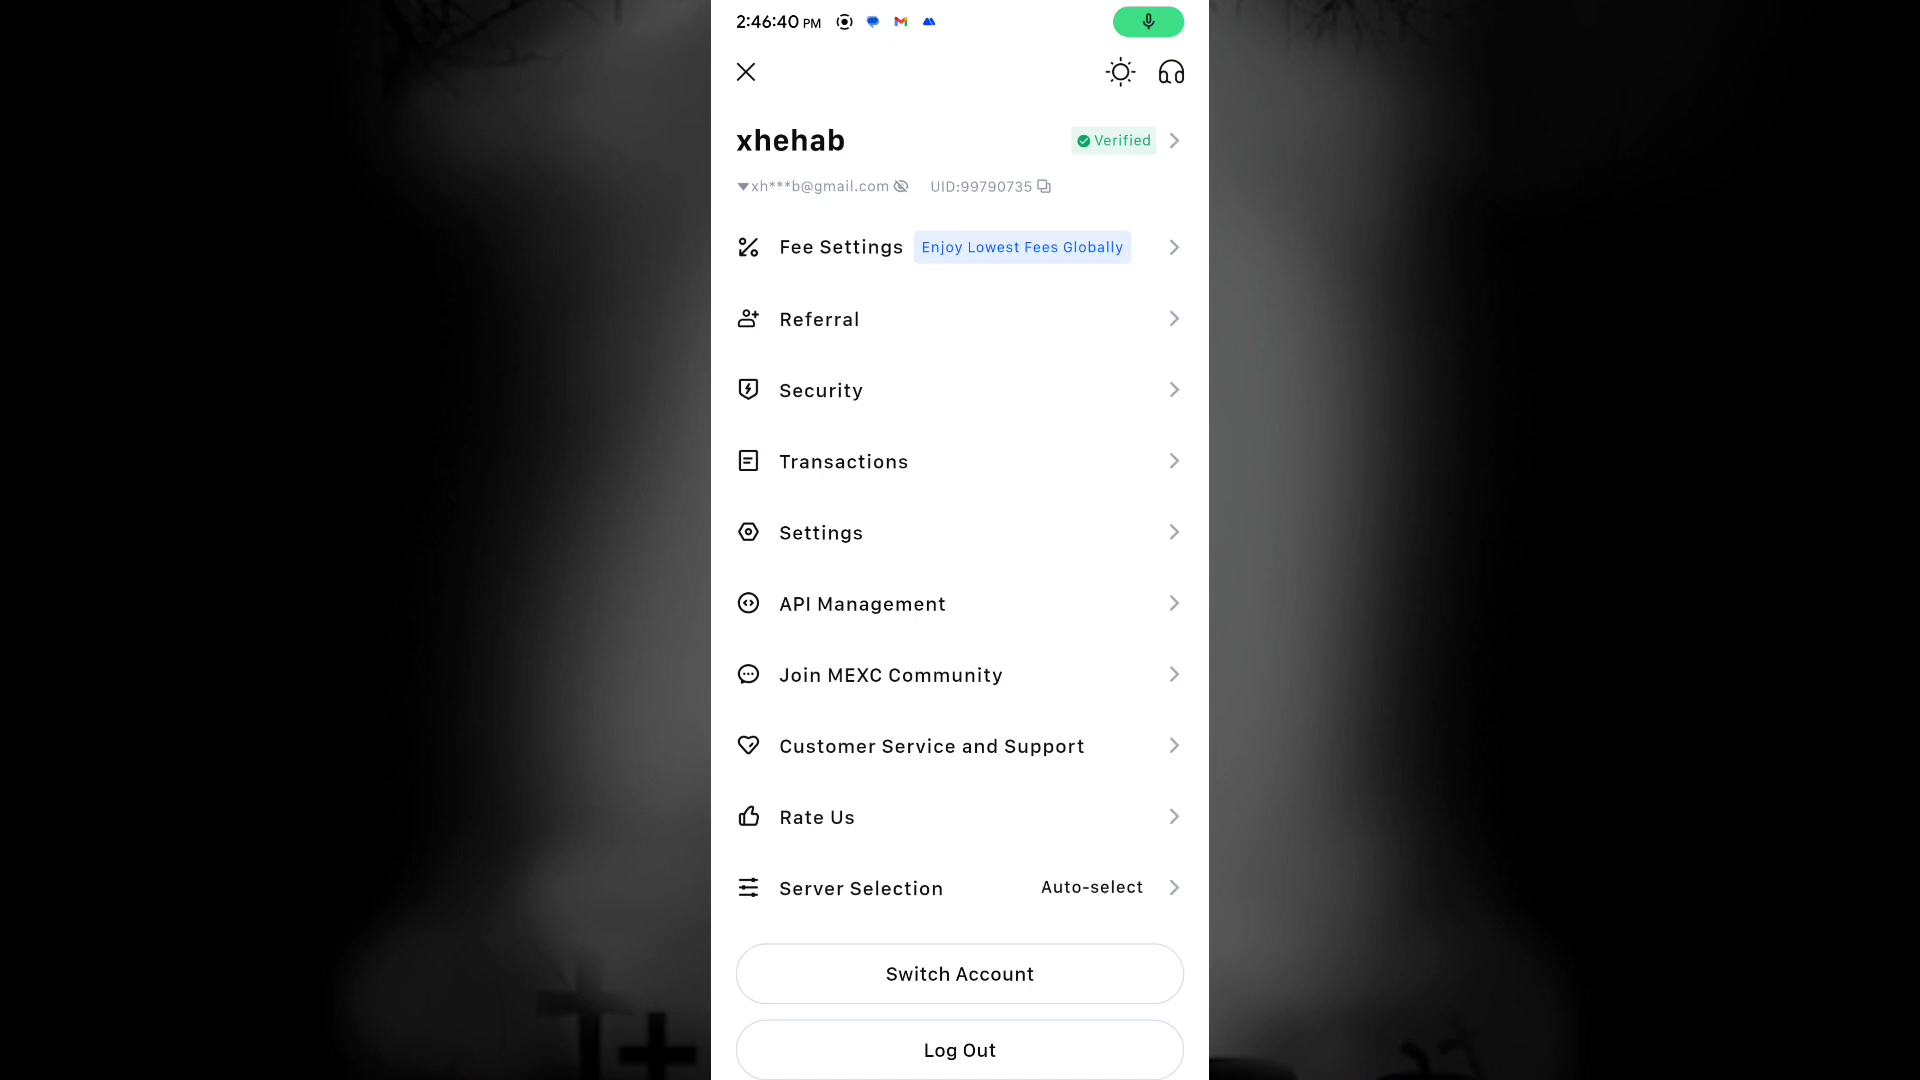 2:46:40 PM
xhehab
Verified
xh***b@gmail.com UID:99790735
Fee Settings Enjoy Lowest Fees Globally
Referral
Security
Transactions
Settings
API Management
Join MEXC Community
Customer Service and Support
Rate Us
Server Selection Auto-select
Switch Account
Log Out